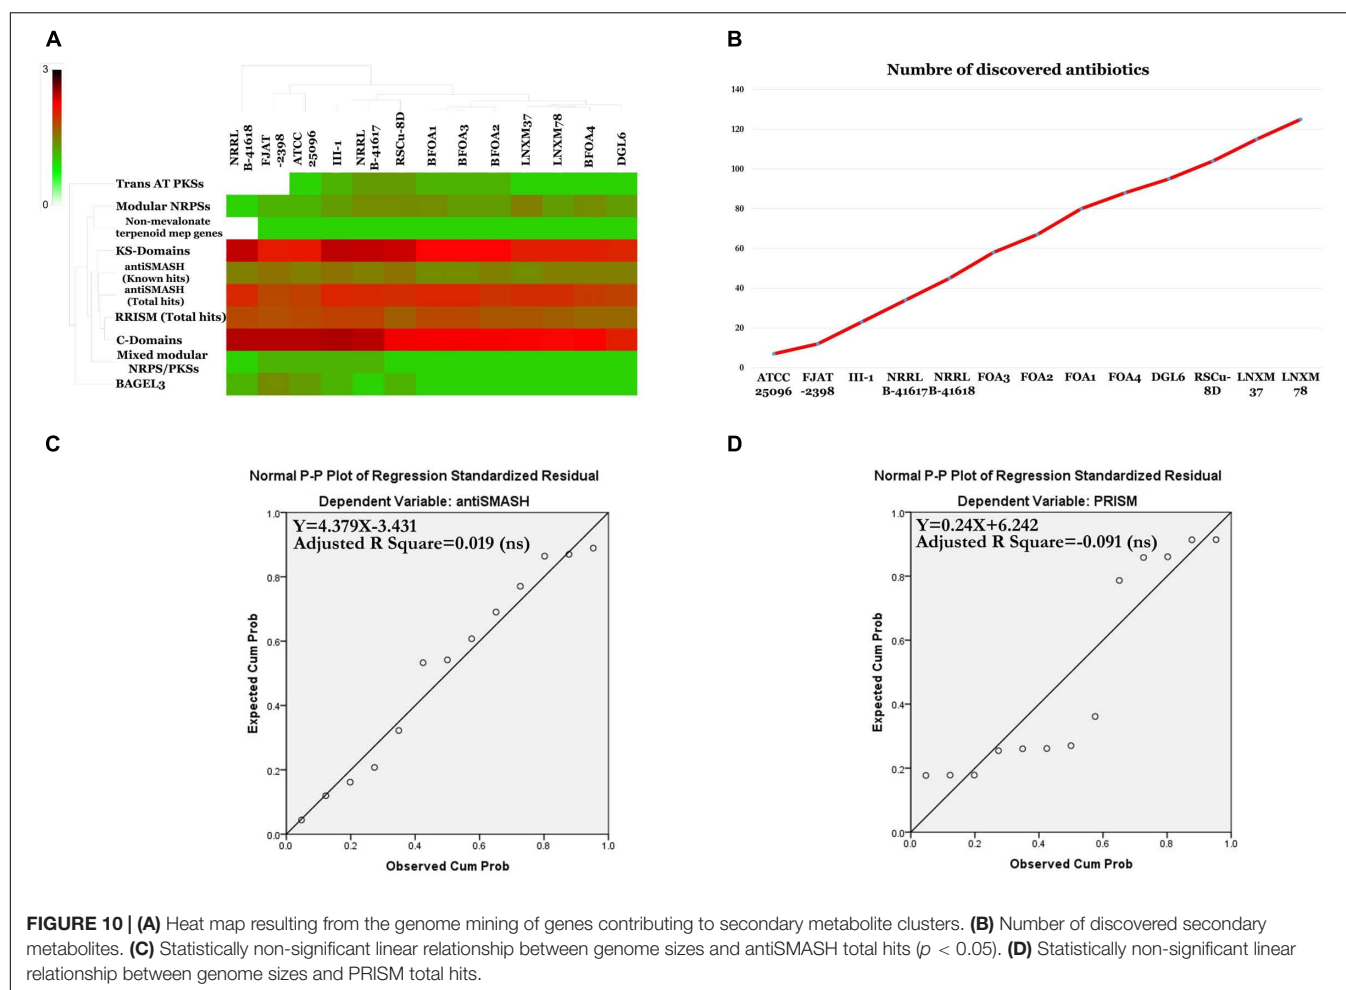 A
3
0
NRRL
B-41618
FJAT
-2398
ATCC
25096
III-1
NRRL
B-41617
RSCu-8D
BFOA1
BFOA3
BFOA2
LNXM37
LNXM78
BFOA4
DGL6
Trans AT PKSs
Modular NRPSs
Non-mevalonate
terpenoid mep genes
KS-Domains
antiSMASH
(Known hits)
antiSMASH
(Total hits)
RRISM (Total hits)
C-Domains
Mixed modular
NRPS/PKSs
BAGEL3
B
Numbre of discovered antibiotics
140
120
100
80
60
40
20
0
ATCC
25096
FJAT
-2398
III-1
NRRL
B-41617
NRRL
B-41618
FOA3
FOA2
FOA1
FOA4
DGL6
RSCu-
8D
LNXM
37
LNXM
78
C
Normal P-P Plot of Regression Standardized Residual
Dependent Variable: antiSMASH
Y=4.379X-3.431
Adjusted R Square=0.019 (ns)
Expected Cum Prob
1.0
0.8
0.6
0.4
0.2
0.0
0.0 0.2 0.4 0.6 0.8 1.0
Observed Cum Prob
D
Normal P-P Plot of Regression Standardized Residual
Dependent Variable: PRISM
Y=0.24X+6.242
Adjusted R Square=-0.091 (ns)
Expected Cum Prob
1.0
0.8
0.6
0.4
0.2
0.0
0.0 0.2 0.4 0.6 0.8 1.0
Observed Cum Prob
FIGURE 10 | (A) Heat map resulting from the genome mining of genes contributing to secondary metabolite clusters. (B) Number of discovered secondary
metabolites. (C) Statistically non-significant linear relationship between genome sizes and antiSMASH total hits (p < 0.05). (D) Statistically non-significant linear
relationship between genome sizes and PRISM total hits.